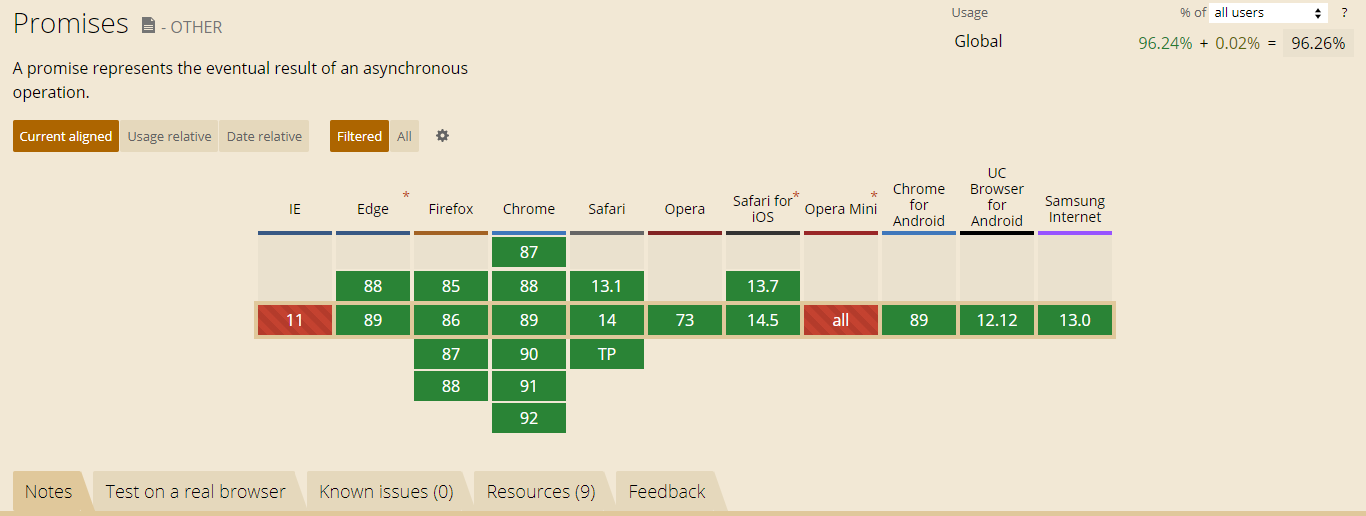 Promises - OTHER
Usage % of all users ?
Global 96.24% + 0.02% = 96.26%
A promise represents the eventual result of an asynchronous
operation.
Current aligned Usage relative Date relative Filtered All
IE Edge * Firefox Chrome Safari Opera Safari for iOS * Opera Mini * Chrome for Android UC Browser for Android Samsung Internet
87
88 85 88 13.1 13.7
11 89 86 89 14 73 14.5 all 89 12.12 13.0
87 90 TP
88 91
92
Notes Test on a real browser Known issues (0) Resources (9) Feedback